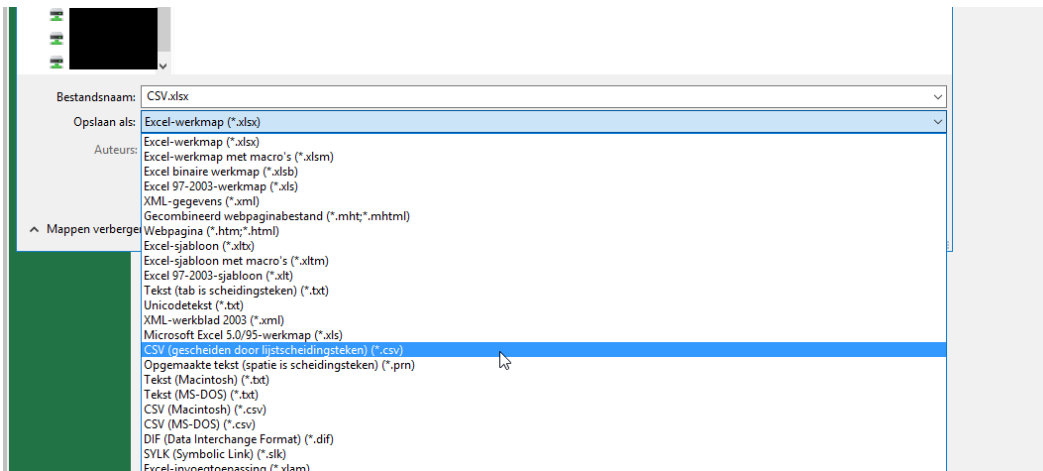 Bestandsnaam: CSV.xlsx
Opslaan als: Excel-werkmap (*.xlsx)
Auteurs:
Excel-werkmap (*.xlsx)
Excel-werkmap met macro's (*.xlsm)
Excel binaire werkmap (*.xlsb)
Excel 97-2003-werkmap (*.xls)
XML-gegevens (*.xml)
Gecombineerd webpaginabestand (*.mht;*.mhtml)
Mappen verberge
Webpagina (*.htm;*.html)
Excel-sjabloon (*.xltx)
Excel-sjabloon met macro's (*.xltm)
Excel 97-2003-sjabloon (*.xlt)
Tekst (tab is scheidingsteken) (*.txt)
Unicodetekst (*.txt)
XML-werkblad 2003 (*.xml)
Microsoft Excel 5.0/95-werkmap (*.xls)
CSV (gescheiden door lijstscheidingsteken) (*.csv)
Opgemaakte tekst (spatie is scheidingsteken) (*.prn)
Tekst (Macintosh) (*.txt)
Tekst (MS-DOS) (*.txt)
CSV (Macintosh) (*.csv)
CSV (MS-DOS) (*.csv)
DIF (Data Interchange Format) (*.dif)
SYLK (Symbolic Link) (*.slk)
Excel-invoegtoepassing (*.xlam)